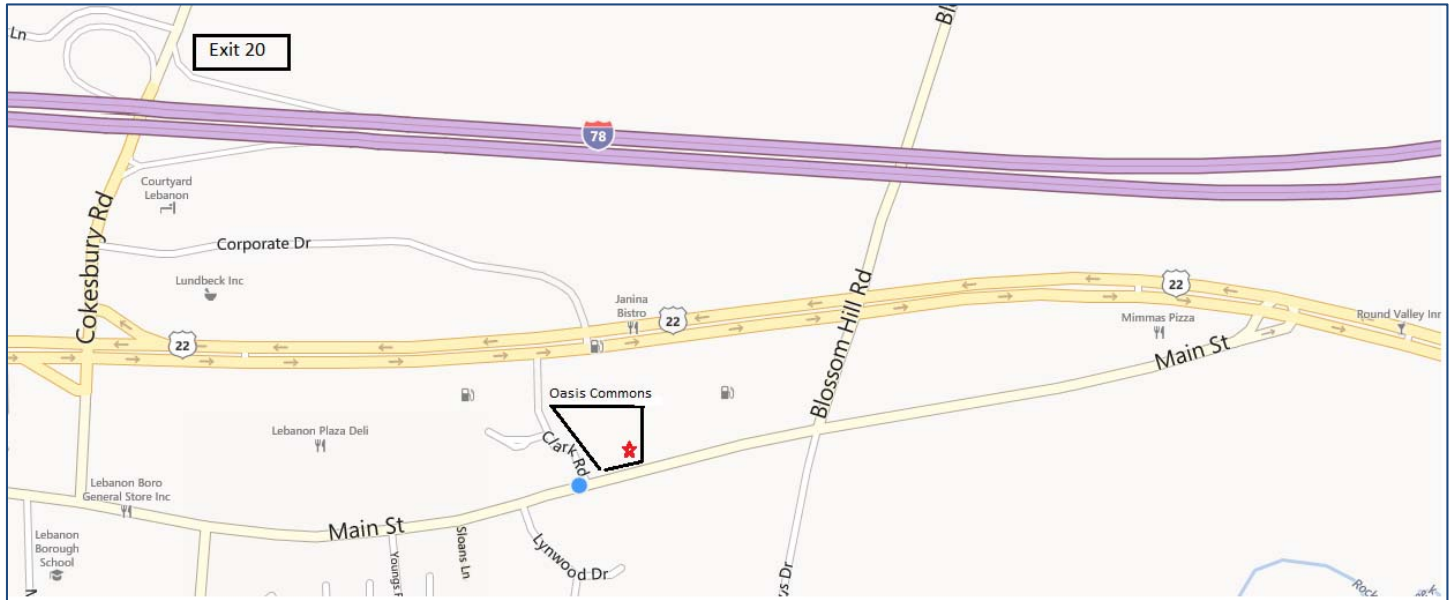 Ln
Exit 20
Blossom Hill Rd
78
Courtyard
Lebanon
Cokesbury Rd
Corporate Dr
Lundbeck Inc
Janina
Bistro
22
22
22
Mimmas Pizza
Round Valley Inn
Main St
Oasis Commons
Clark Rd
Lebanon Plaza Deli
Lebanon Boro
General Store Inc
Main St
Sloans Ln
Lynwood Dr
Lebanon
Borough
School